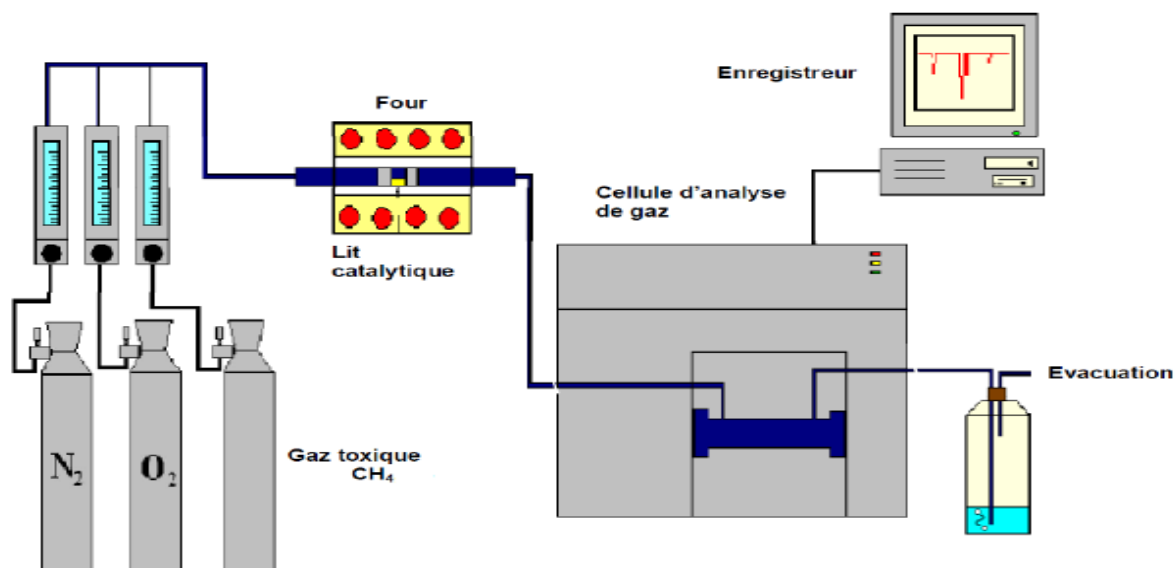 Enregistreur
Four
Cellule d'analyse
de gaz
Lit
catalytique
Evacuation
Gaz toxique
CH₄
N₂
O₂